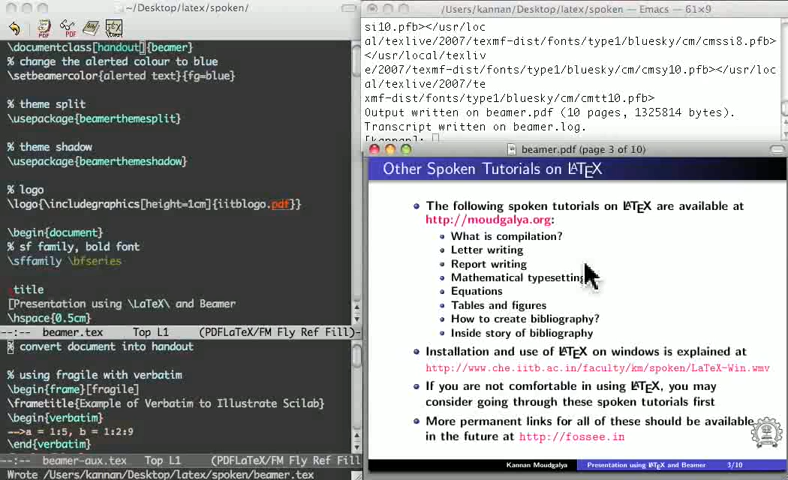 ~/Desktop/latex/spoken/
\documentclass[handout]{beamer}
% change the alerted colour to blue
\setbeamercolor{alerted text}{fg=blue}
% theme split
\usepackage{beamerthemesplit}
% theme shadow
\usepackage{beamerthemeshadow}
% logo
\logo{\includegraphics[height=1cm]{iitblogo.pdf}}
\begin{document}
% sf family, bold font
\sffamily \bfseries
title
[Presentation using \LaTeX\ and Beamer
\hspace{0.5cm}
--:-- beamer.tex Top L1 (PDFLaTeX/FM Fly Ref Fill)
% convert document into handout
% using fragile with verbatim
\begin{frame}[fragile]
\frametitle{Example of Verbatim to Illustrate Scilab}
\begin{verbatim}
-->a = 1:5, b = 1:2:9
\end{verbatim}
--:-- beamer-aux.tex Top L1 (PDFLaTeX/FM Fly Ref Fill)
Wrote /Users/kannan/Desktop/latex/spoken/beamer.tex
/Users/kannan/Desktop/latex/spoken — Emacs — 61×9
si10.pfb></usr/loc
al/texlive/2007/texmf-dist/fonts/type1/bluesky/cm/cmssi8.pfb>
</usr/local/texliv
e/2007/texmf-dist/fonts/type1/bluesky/cm/cmsy10.pfb></usr/loc
al/texlive/2007/te
xmf-dist/fonts/type1/bluesky/cm/cmtt10.pfb>
Output written on beamer.pdf (10 pages, 1325814 bytes).
Transcript written on beamer.log.
beamer.pdf (page 3 of 10)
Other Spoken Tutorials on LATEX
The following spoken tutorials on LATEX are available at
http://moudgalya.org:
What is compilation?
Letter writing
Report writing
Mathematical typesetting
Equations
Tables and figures
How to create bibliography?
Inside story of bibliography
Installation and use of LATEX on windows is explained at
http://www.che.iitb.ac.in/faculty/km/spoken/LaTeX-Win.wmv
If you are not comfortable in using LATEX, you may
consider going through these spoken tutorials first
More permanent links for all of these should be available
in the future at http://fossee.in
Kannan Moudgalya Presentation using LATEX and Beamer 3/10